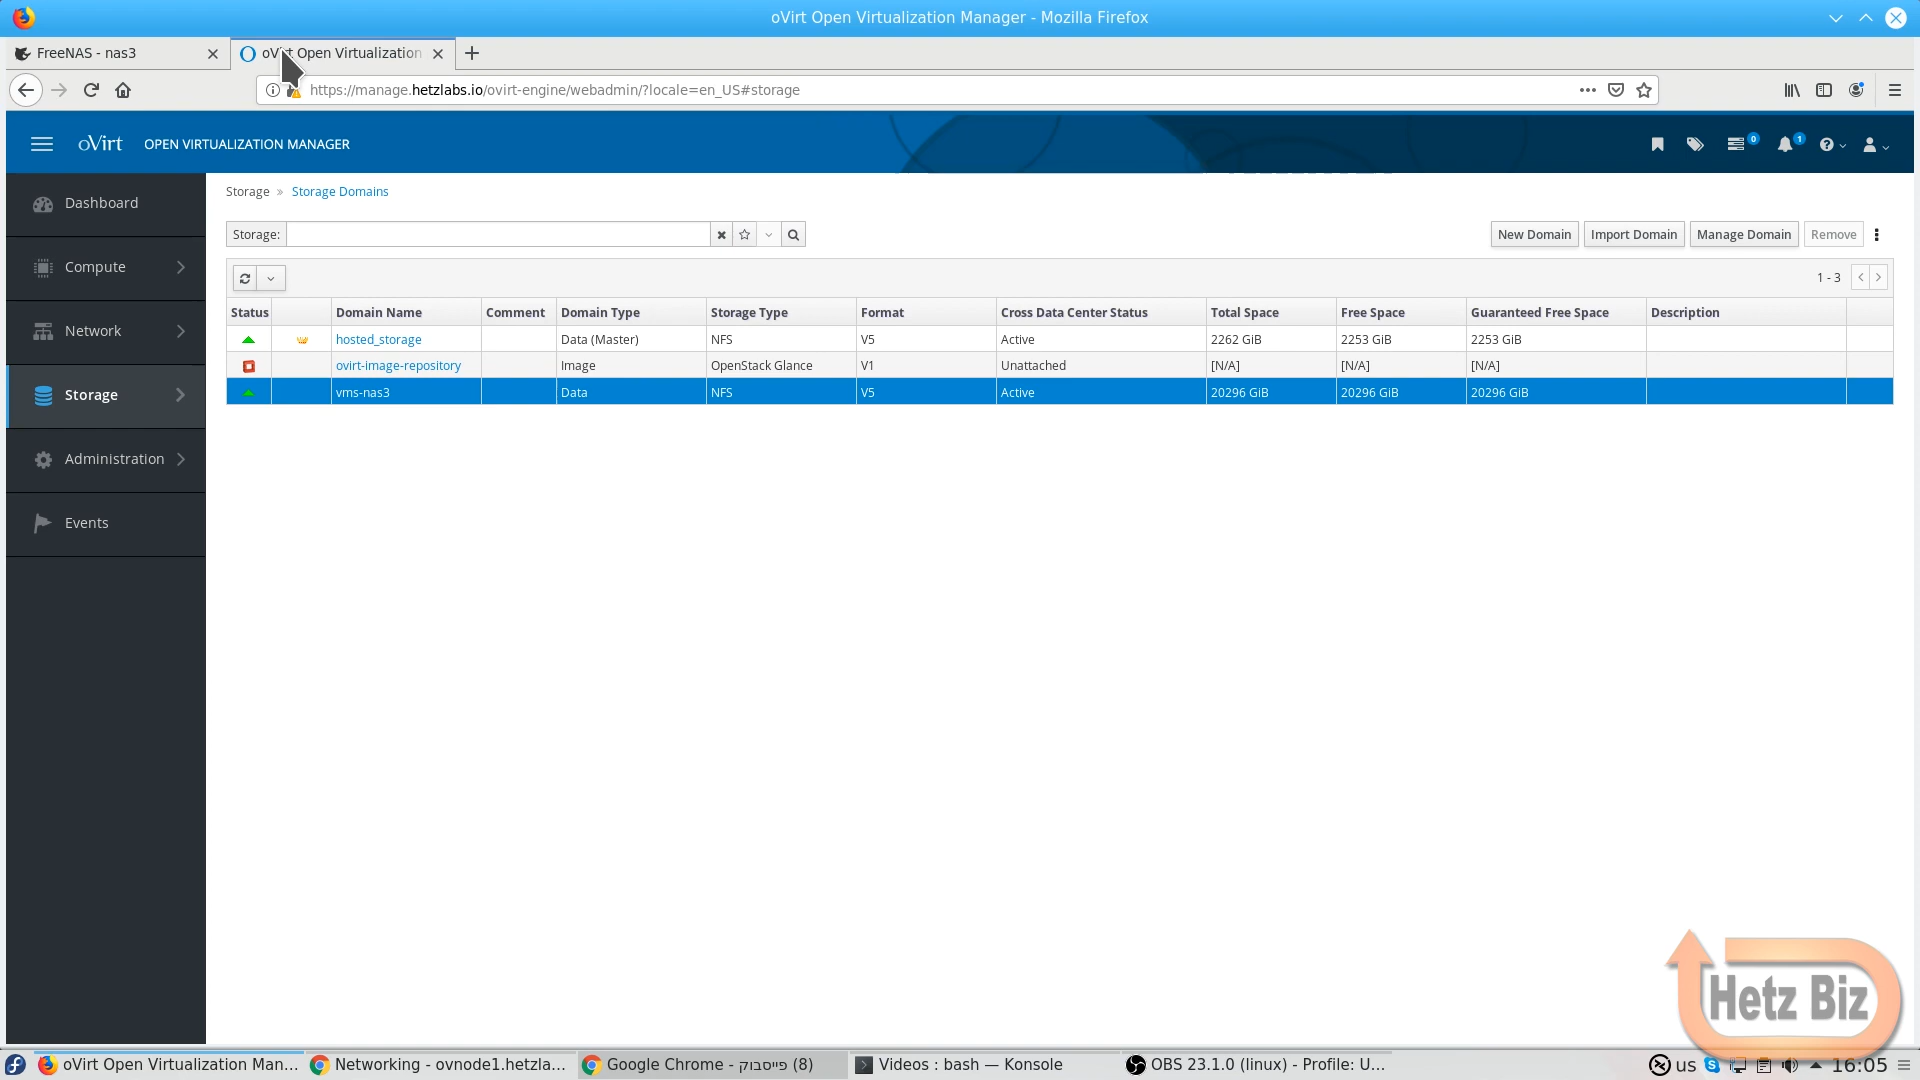 oVirt Open Virtualization Manager - Mozilla Firefox
FreeNAS - nas3
oVirt Open Virtualization
https://manage.hetzlabs.io/ovirt-engine/webadmin/?locale=en_US#storage
oVirt OPEN VIRTUALIZATION MANAGER
0
1
Dashboard
Compute
Network
Storage
Administration
Events
Storage » Storage Domains
Storage:
New Domain Import Domain Manage Domain Remove
1 - 3
Status Domain Name Comment Domain Type Storage Type Format Cross Data Center Status Total Space Free Space Guaranteed Free Space Description
hosted_storage Data (Master) NFS V5 Active 2262 GiB 2253 GiB 2253 GiB
ovirt-image-repository Image OpenStack Glance V1 Unattached [N/A] [N/A] [N/A]
vms-nas3 Data NFS V5 Active 20296 GiB 20296 GiB 20296 GiB
Hetz Biz
oVirt Open Virtualization Man...
Networking - ovnode1.hetzla...
Google Chrome - פייסבוק (8)
Videos : bash — Konsole
OBS 23.1.0 (linux) - Profile: U...
us
16:05